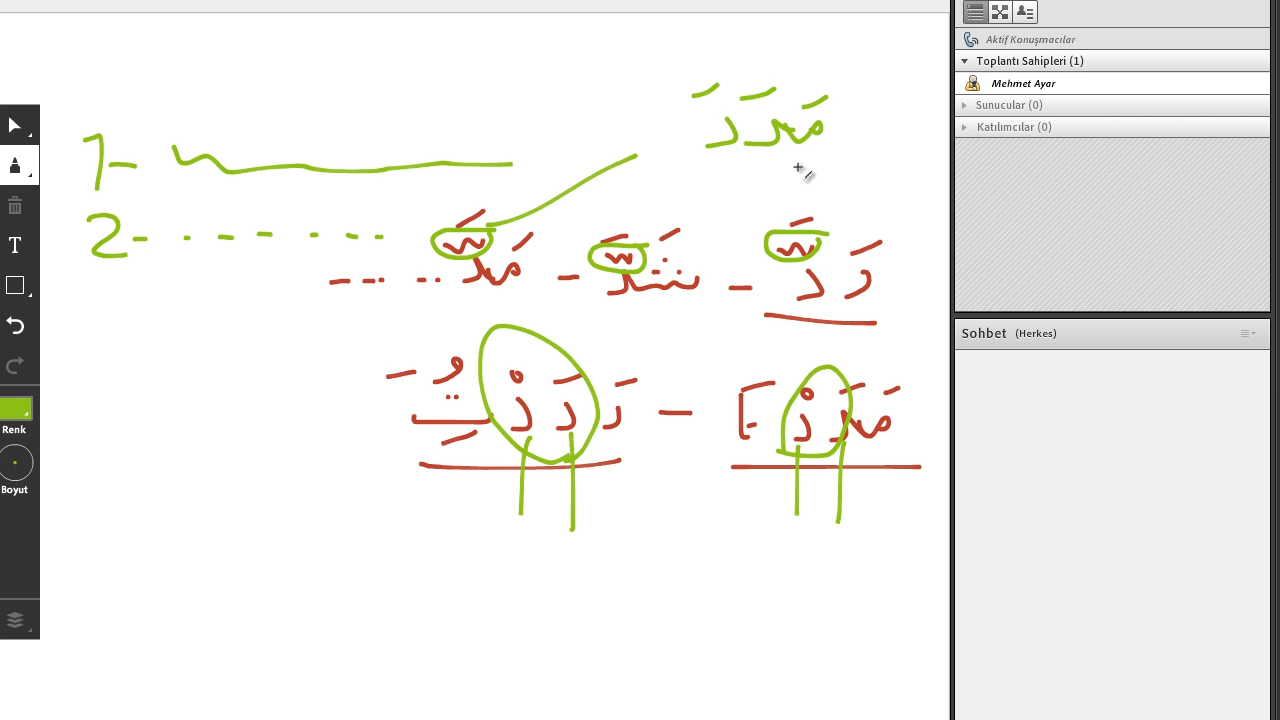 Aktif Konuşmacılar
Toplantı Sahipleri (1)
Mehmet Ayar
Sunucular (0)
Katılımcılar (0)
مَدَدَ
1-
2-
رَدَّ - شَدَّ - مَدَّ
رَدَدْتُ
T
Renk
Boyut
Sohbet (Herkes)